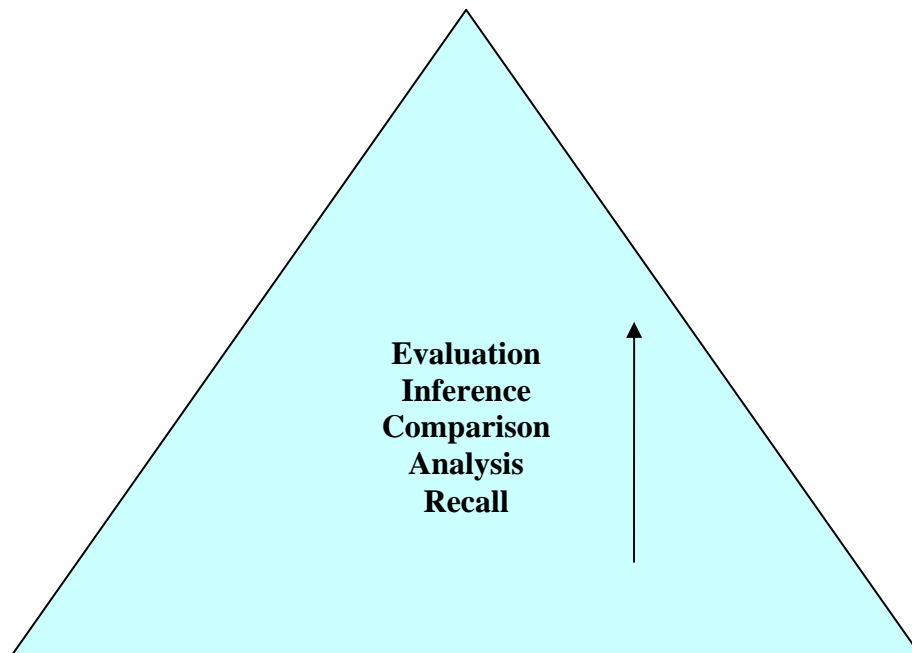 Evaluation
Inference
Comparison
Analysis
Recall